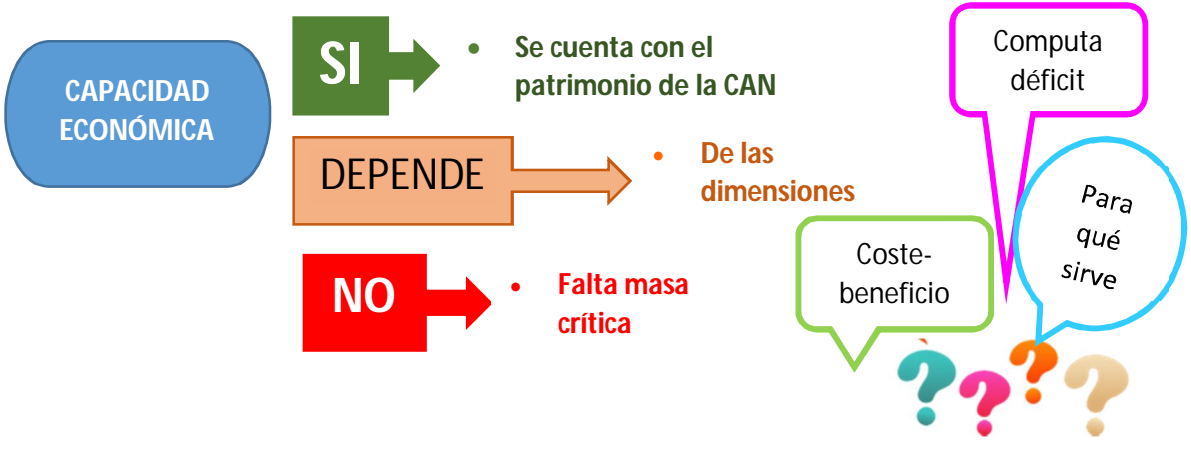 CAPACIDAD
ECONÓMICA
SI
• Se cuenta con el
patrimonio de la CAN
DEPENDE
• De las
dimensiones
NO
• Falta masa
crítica
Computa
déficit
Para
qué
sirve
Coste-
beneficio
? ? ? ?